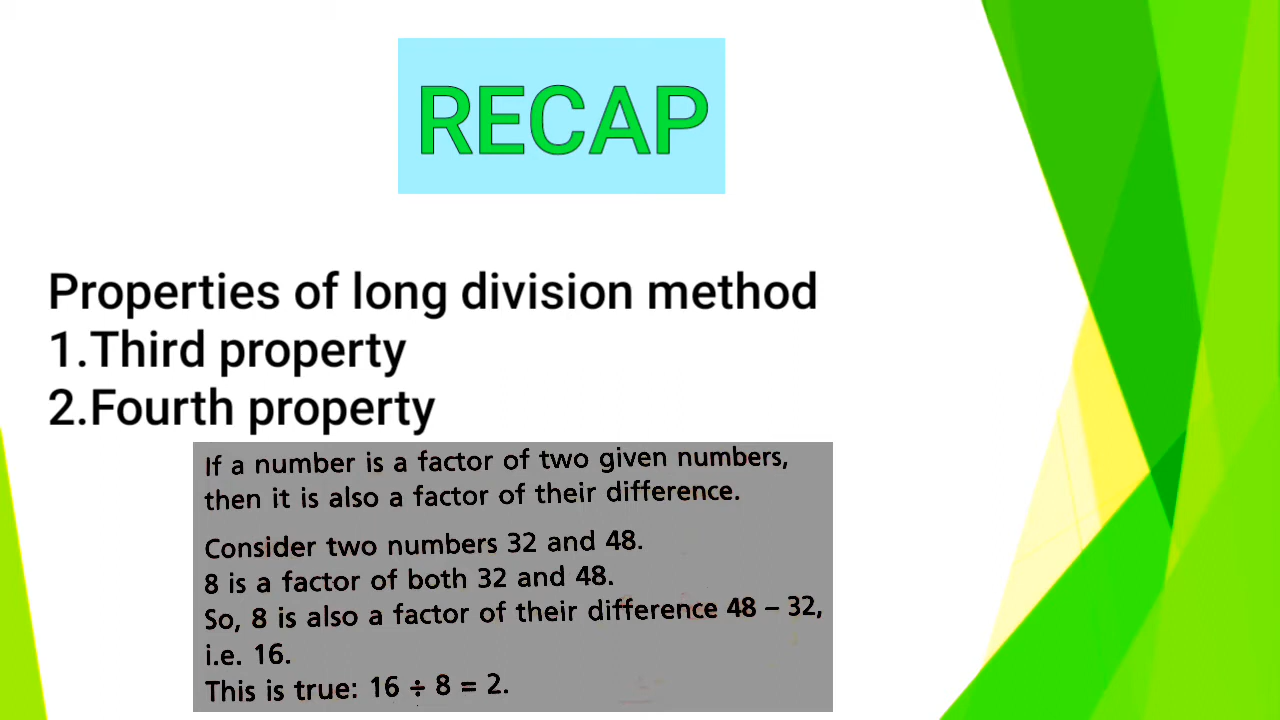 RECAP
Properties of long division method
1.Third property
2.Fourth property
If a number is a factor of two given numbers,
then it is also a factor of their difference.
Consider two numbers 32 and 48.
8 is a factor of both 32 and 48.
So, 8 is also a factor of their difference 48 – 32,
i.e. 16.
This is true: 16 ÷ 8 = 2.